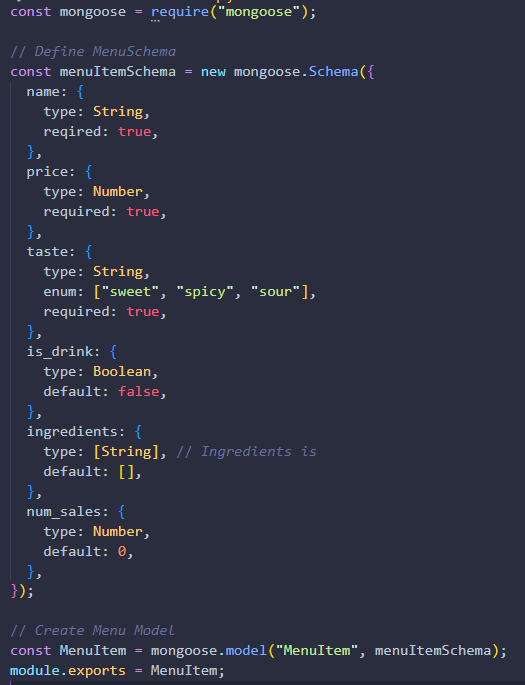 const mongoose = require("mongoose");
// Define MenuSchema
const menuItemSchema = new mongoose.Schema({
name: {
type: String,
reqired: true,
},
price: {
type: Number,
required: true,
},
taste: {
type: String,
enum: ["sweet", "spicy", "sour"],
required: true,
},
is_drink: {
type: Boolean,
default: false,
},
ingredients: {
type: [String], // Ingredients is
default: [],
},
num_sales: {
type: Number,
default: 0,
},
});
// Create Menu Model
const MenuItem = mongoose.model("MenuItem", menuItemSchema);
module.exports = MenuItem;